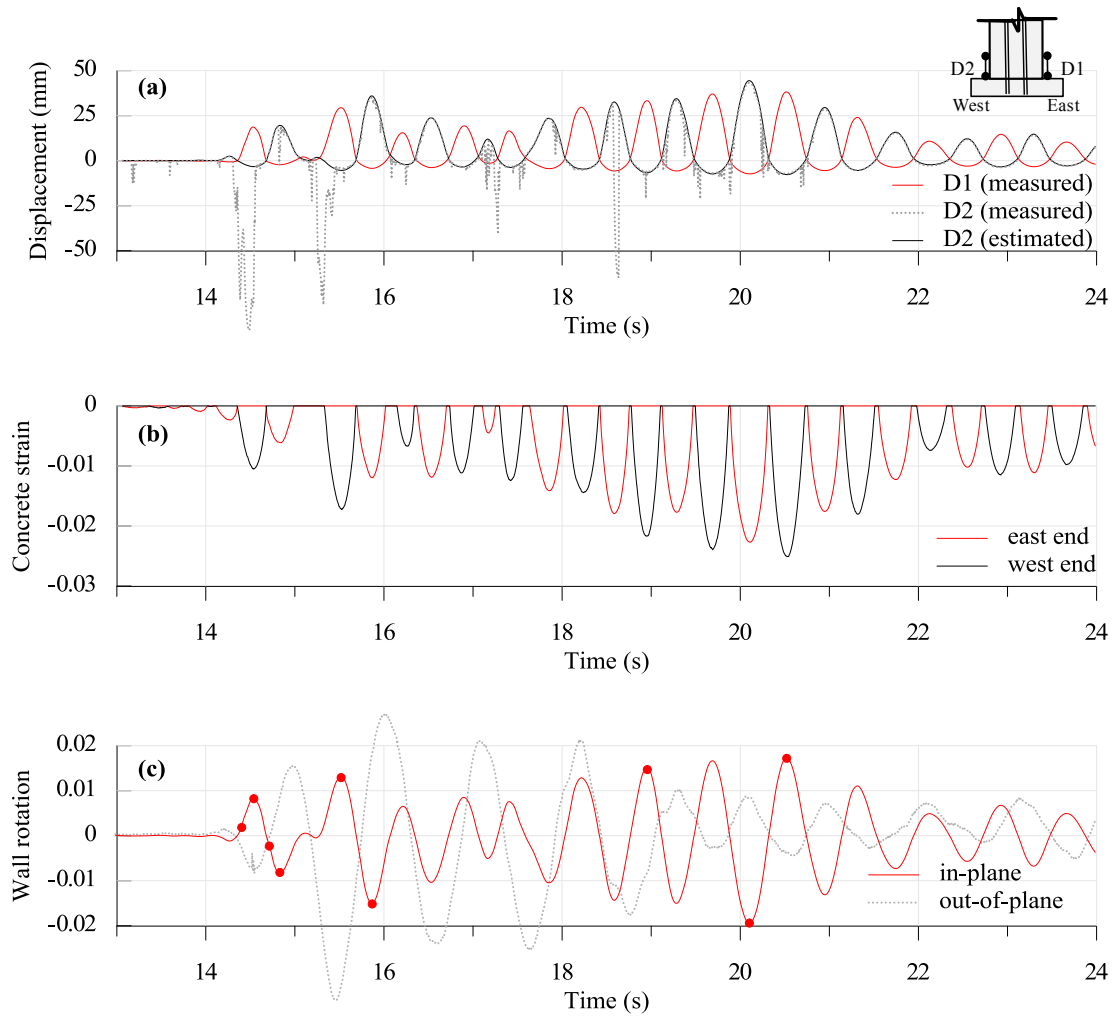 (a)
50
25
0
-25
-50
Displacement (mm)
D2 D1
West East
D1 (measured)
D2 (measured)
D2 (estimated)
14 16 18 20 22 24
Time (s)
(b)
0
-0.01
-0.02
-0.03
Concrete strain
east end
west end
14 16 18 20 22 24
Time (s)
(c)
0.02
0.01
0
-0.01
-0.02
Wall rotation
in-plane
out-of-plane
14 16 18 20 22 24
Time (s)